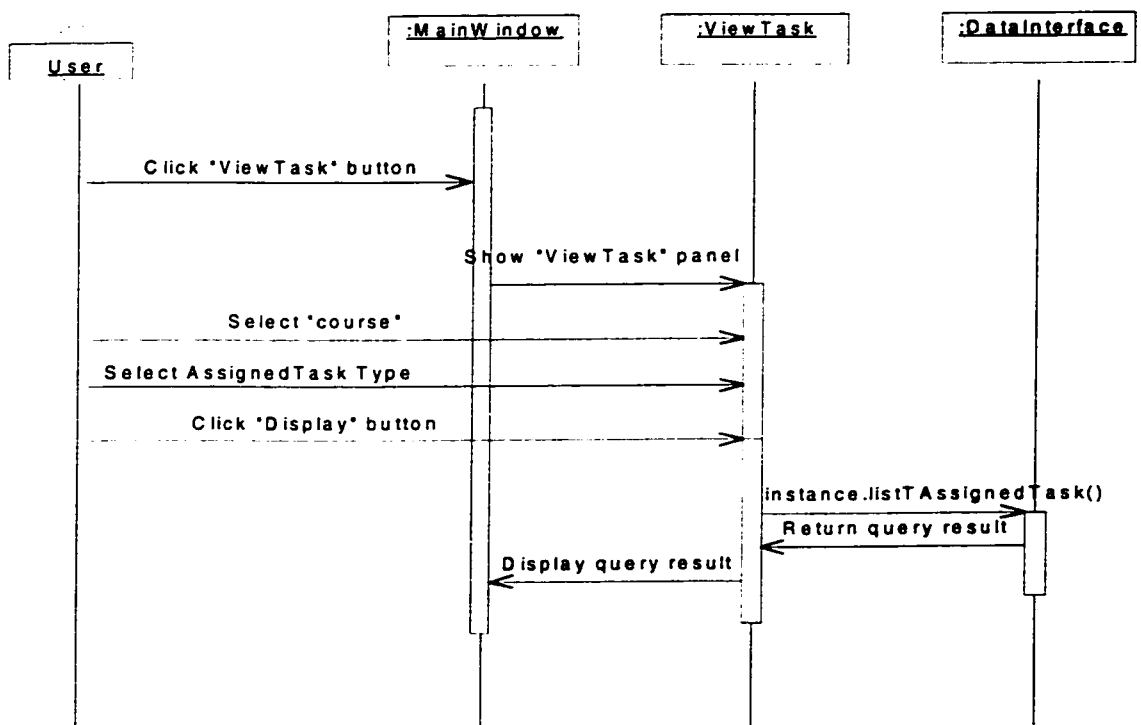 :MainWindow
:ViewTask
:DataInterface
User
Click "ViewTask" button
Show "ViewTask" panel
Select "course"
Select AssignedTask Type
Click "Display" button
instance.listTAssignedTask()
Return query result
Display query result